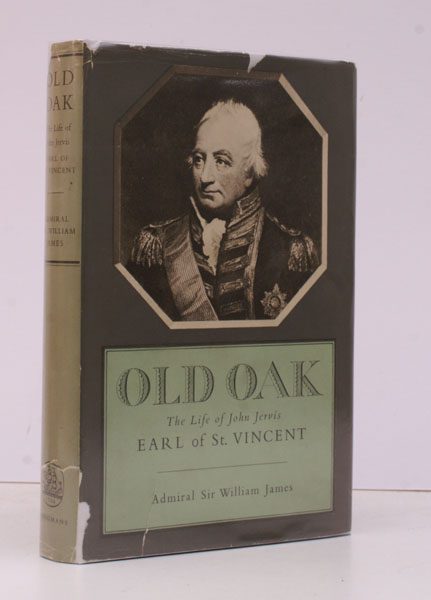 OLD
OAK
The Life of
John Jervis
EARL OF
VINCENT
ADMIRAL
WILLIAM
JAMES
OLD OAK
The Life of John Jervis
EARL of St. VINCENT
Admiral Sir William James